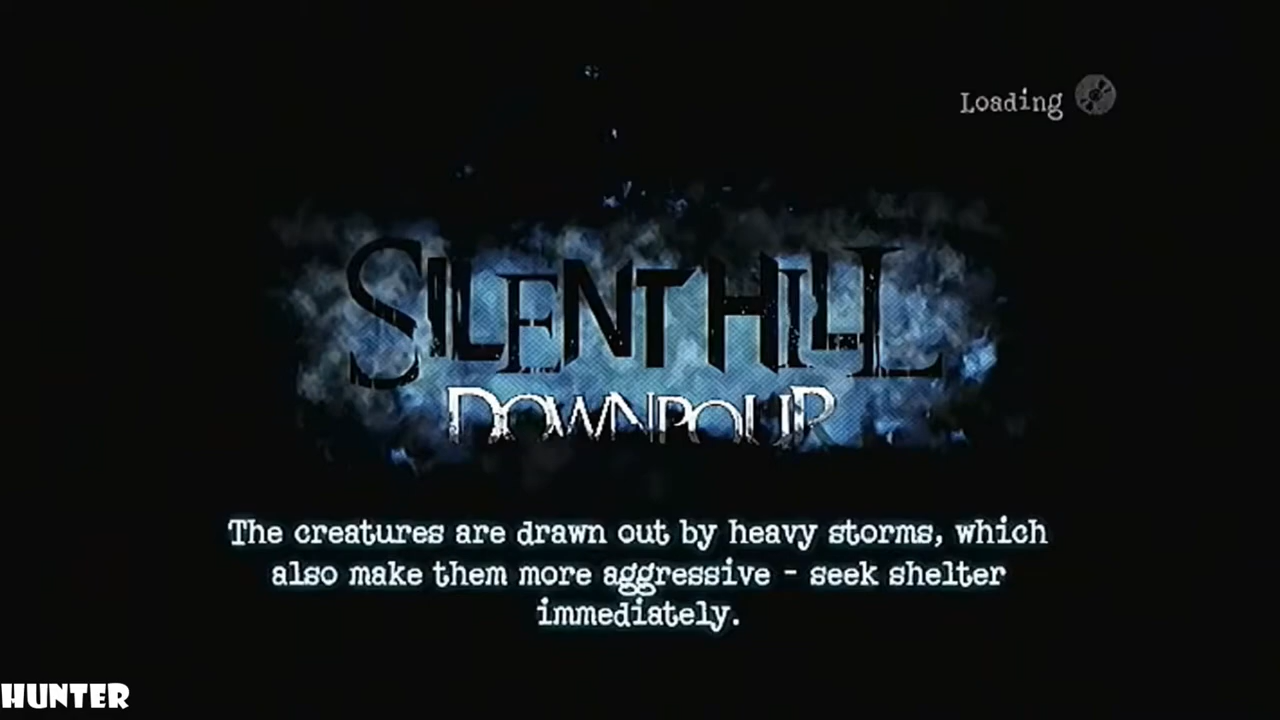 Loading
SILENT HILL
DOWNPOUR
The creatures are drawn out by heavy storms, which
also make them more aggressive - seek shelter
immediately.
HUNTER